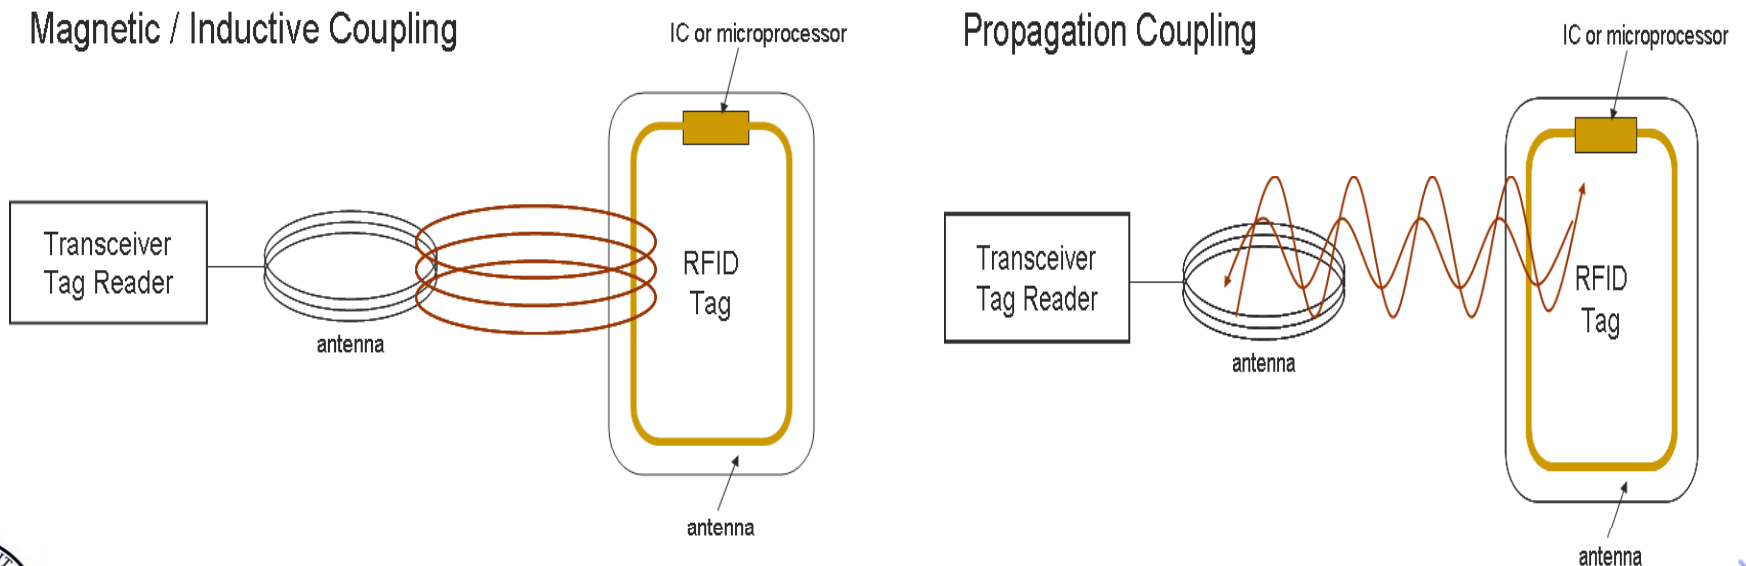 Magnetic / Inductive Coupling
IC or microprocessor
Transceiver
Tag Reader
antenna
RFID
Tag
antenna
Propagation Coupling
IC or microprocessor
Transceiver
Tag Reader
antenna
RFID
Tag
antenna